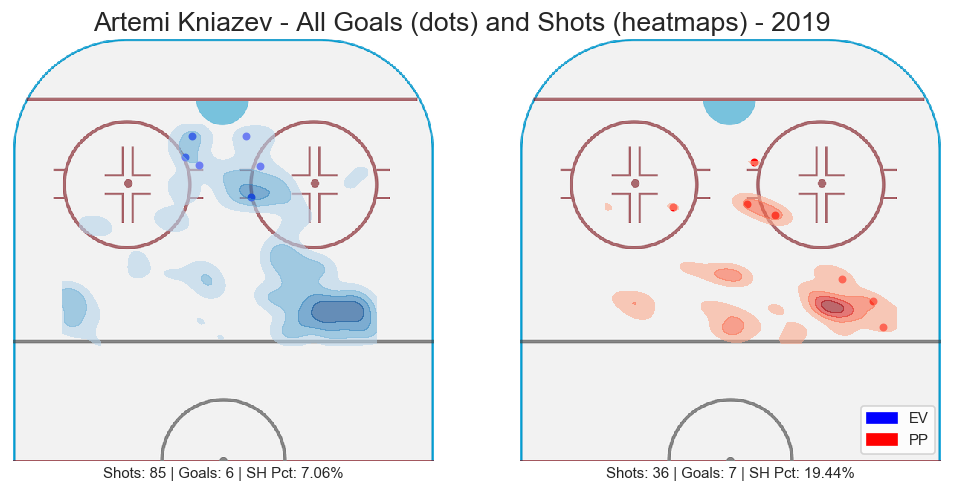 Artemi Kniazev - All Goals (dots) and Shots (heatmaps) - 2019
EV
PP
Shots: 85 | Goals: 6 | SH Pct: 7.06%
Shots: 36 | Goals: 7 | SH Pct: 19.44%